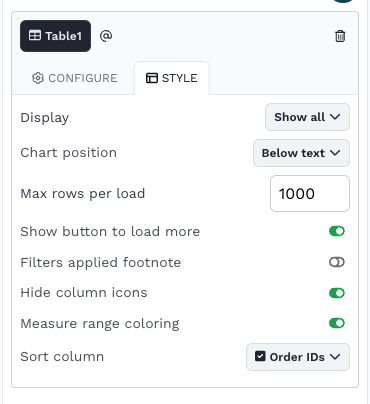 Table1 @
CONFIGURE STYLE
Display Show all
Chart position Below text
Max rows per load 1000
Show button to load more
Filters applied footnote
Hide column icons
Measure range coloring
Sort column Order IDs